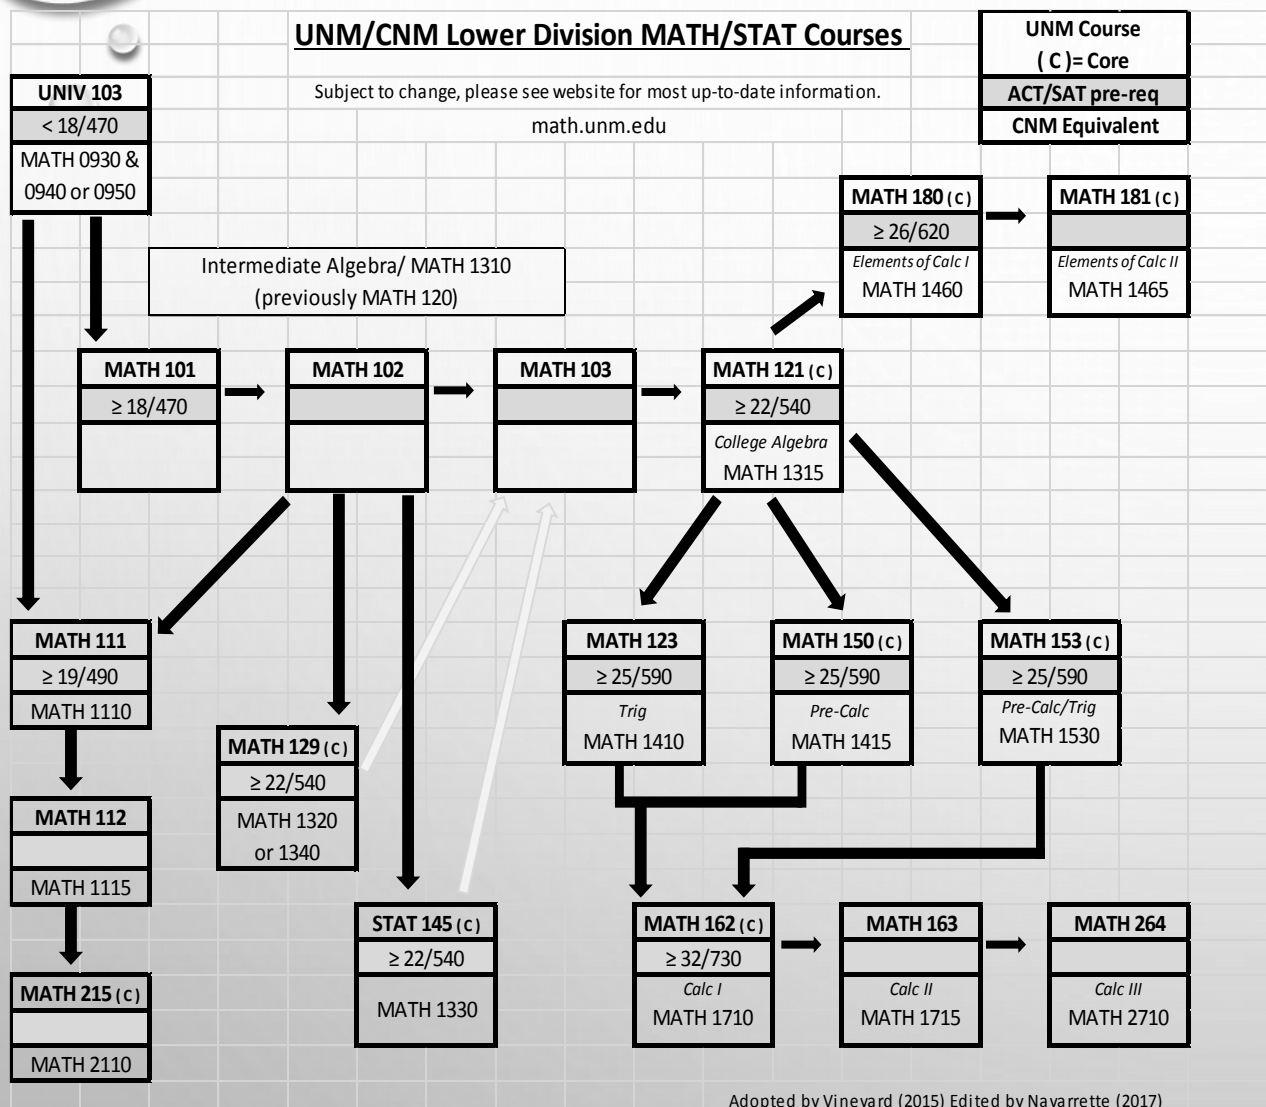 UNM/CNM Lower Division MATH/STAT Courses
Subject to change, please see website for most up-to-date information.
math.unm.edu
UNM Course
( C )= Core
ACT/SAT pre-req
CNM Equivalent
UNIV 103
< 18/470
MATH 0930 &
0940 or 0950
MATH 180 ( C )
≥ 26/620
Elements of Calc I
MATH 1460
MATH 181 ( C )
Elements of Calc II
MATH 1465
Intermediate Algebra/ MATH 1310
(previously MATH 120)
MATH 101
≥ 18/470
MATH 102
MATH 103
MATH 121 ( C )
≥ 22/540
College Algebra
MATH 1315
MATH 111
≥ 19/490
MATH 1110
MATH 123
≥ 25/590
Trig
MATH 1410
MATH 150 ( C )
≥ 25/590
Pre-Calc
MATH 1415
MATH 153 ( C )
≥ 25/590
Pre-Calc/Trig
MATH 1530
MATH 129 ( C )
≥ 22/540
MATH 1320
or 1340
MATH 112
MATH 1115
STAT 145 ( C )
≥ 22/540
MATH 1330
MATH 162 ( C )
≥ 32/730
Calc I
MATH 1710
MATH 163
Calc II
MATH 1715
MATH 264
Calc III
MATH 2710
MATH 215 ( C )
MATH 2110
Adopted by Vineyard (2015) Edited by Navarrette (2017)